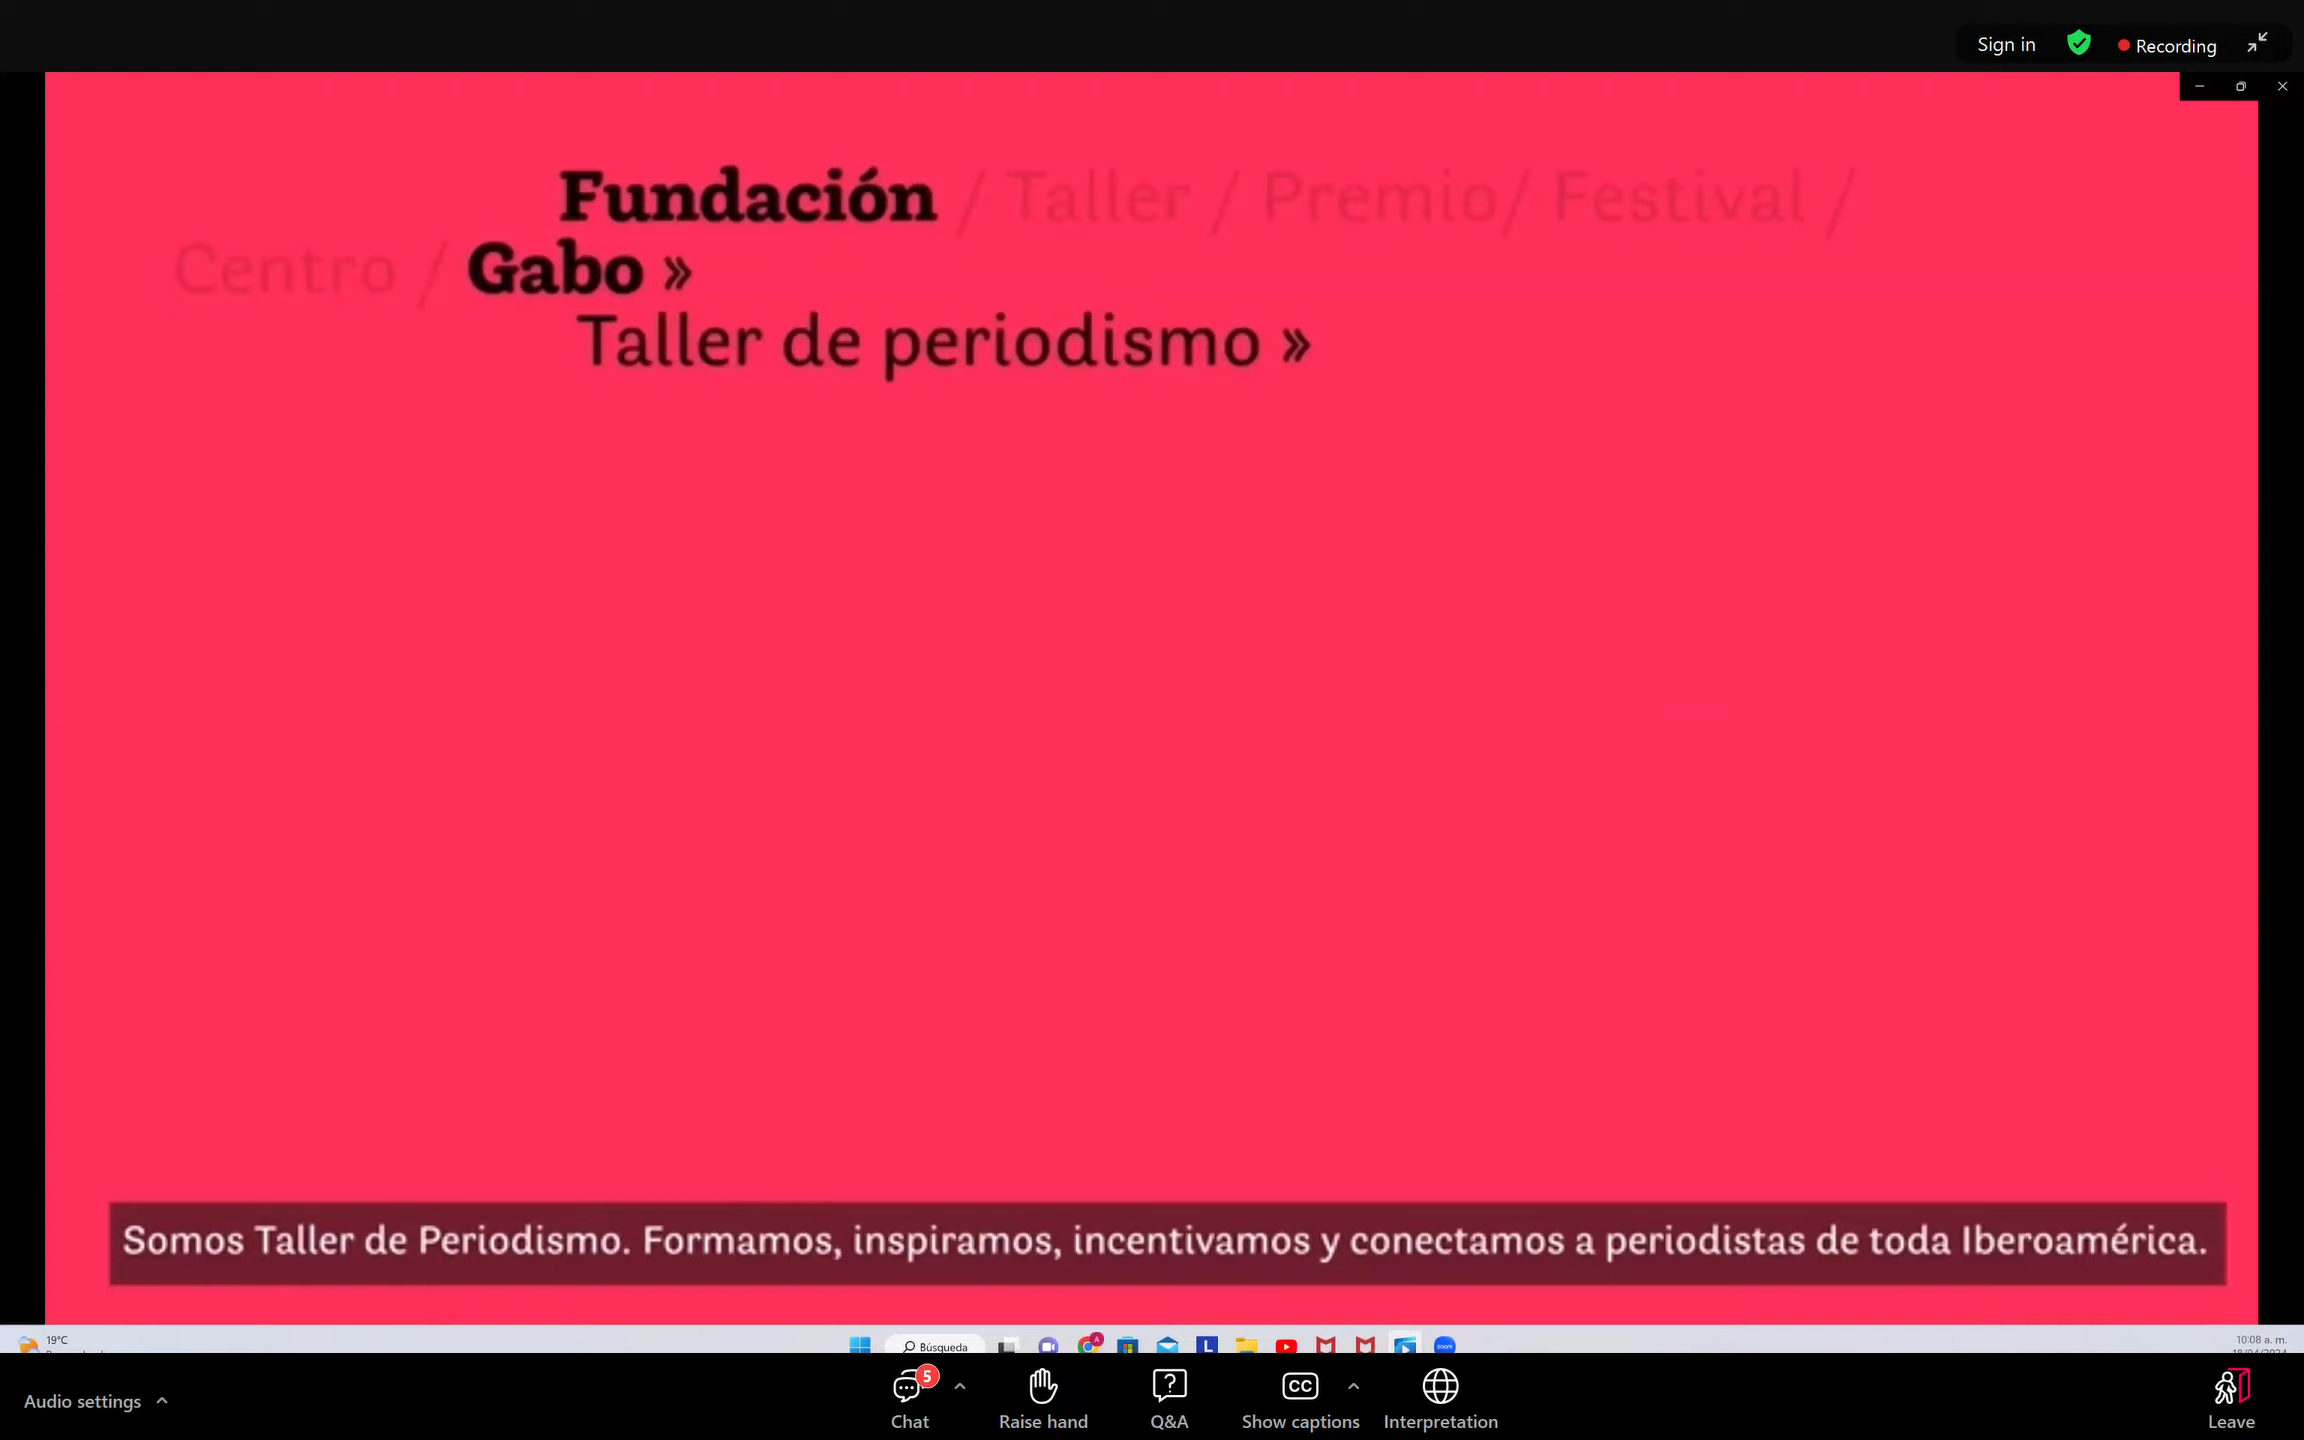 Sign in
Recording
Fundación / Taller / Premio/ Festival /
Centro / Gabo »
Taller de periodismo »
Somos Taller de Periodismo. Formamos, inspiramos, incentivamos y conectamos a periodistas de toda Iberoamérica.
19°C
Búsqueda
A
L
zoom
10:08 a. m.
Audio settings
5
Chat
Raise hand
Q&A
CC
Show captions
Interpretation
Leave